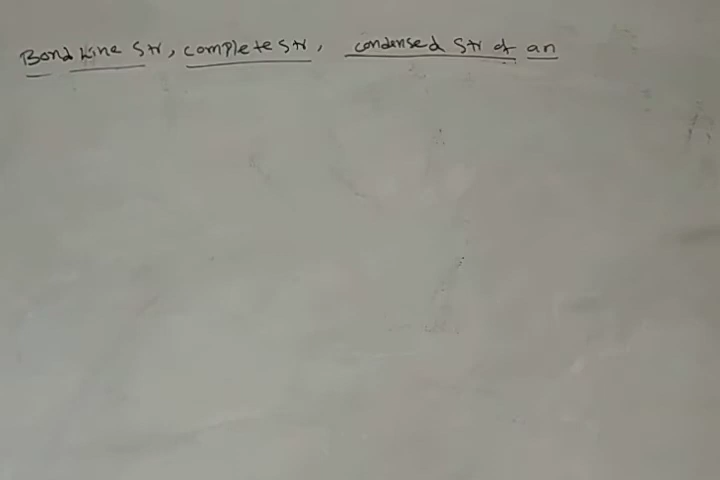 Bond Line Str, complete str, condensed str of an